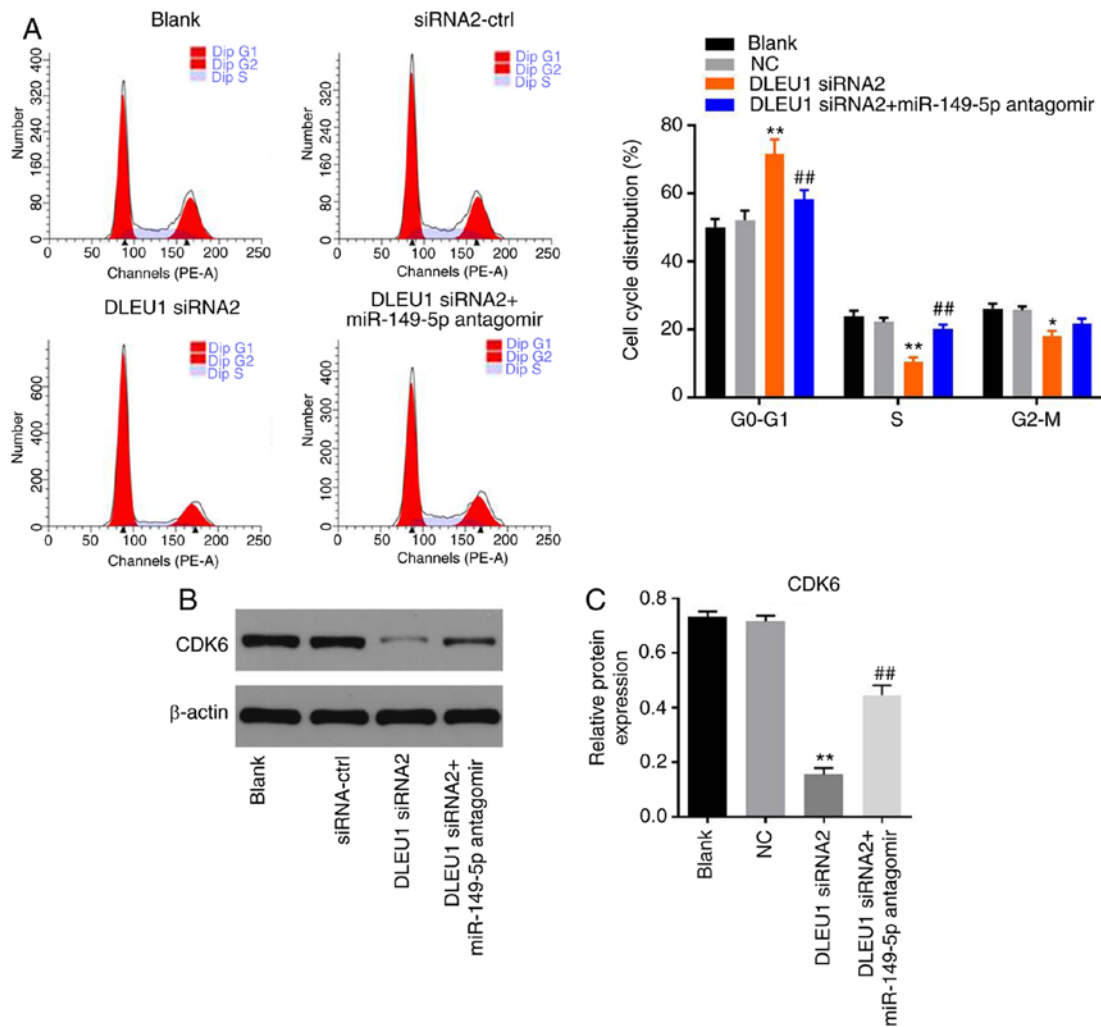 A
Blank
Dip G1
Dip G2
Dip S
Number
400
320
240
160
80
0
0 50 100 150 200 250
Channels (PE-A)
siRNA2-ctrl
Dip G1
Dip G2
Dip S
Number
400
320
240
160
80
0
0 50 100 150 200 250
Channels (PE-A)
DLEU1 siRNA2
Dip G1
Dip G2
Dip S
Number
800
600
400
200
0
0 50 100 150 200 250
Channels (PE-A)
DLEU1 siRNA2+
miR-149-5p antagomir
Dip G1
Dip G2
Dip S
Number
400
300
200
100
0
0 50 100 150 200 250
Channels (PE-A)
Blank
NC
DLEU1 siRNA2
DLEU1 siRNA2+miR-149-5p antagomir
Cell cycle distribution (%)
80
60
40
20
0
**
##
**
##
*
G0-G1 S G2-M
B
CDK6
β-actin
Blank
siRNA-ctrl
DLEU1 siRNA2
DLEU1 siRNA2+
miR-149-5p antagomir
C
CDK6
Relative protein
expression
0.8
0.6
0.4
0.2
0.0
**
##
Blank
NC
DLEU1 siRNA2
DLEU1 siRNA2+
miR-149-5p antagomir